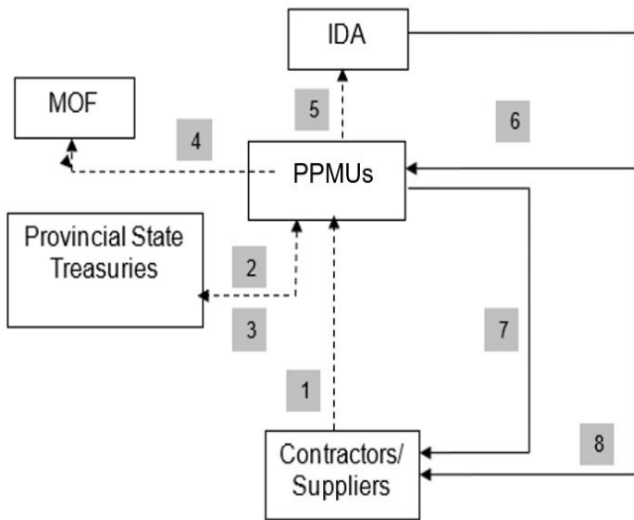 IDA
MOF
4
5
6
PPMUs
Provincial State
Treasuries
2
3
7
1
8
Contractors/
Suppliers